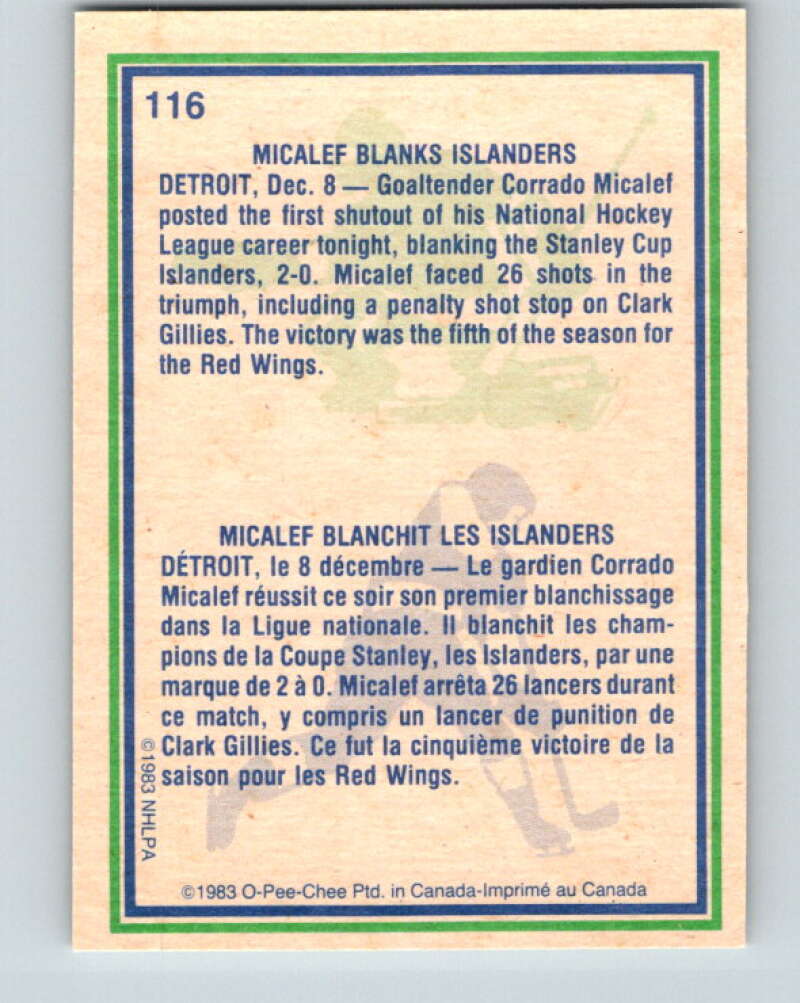 116
MICALEF BLANKS ISLANDERS
DETROIT, Dec. 8 — Goaltender Corrado Micalef
posted the first shutout of his National Hockey
League career tonight, blanking the Stanley Cup
Islanders, 2-0. Micalef faced 26 shots in the
triumph, including a penalty shot stop on Clark
Gillies. The victory was the fifth of the season for
the Red Wings.
MICALEF BLANCHIT LES ISLANDERS
DÉTROIT, le 8 décembre — Le gardien Corrado
Micalef réussit ce soir son premier blanchissage
dans la Ligue nationale. Il blanchit les cham-
pions de la Coupe Stanley, les Islanders, par une
marque de 2 à 0. Micalef arrêta 26 lancers durant
ce match, y compris un lancer de punition de
Clark Gillies. Ce fut la cinquième victoire de la
saison pour les Red Wings.
©1983 NHLPA
©1983 O-Pee-Chee Ptd. in Canada-Imprimé au Canada